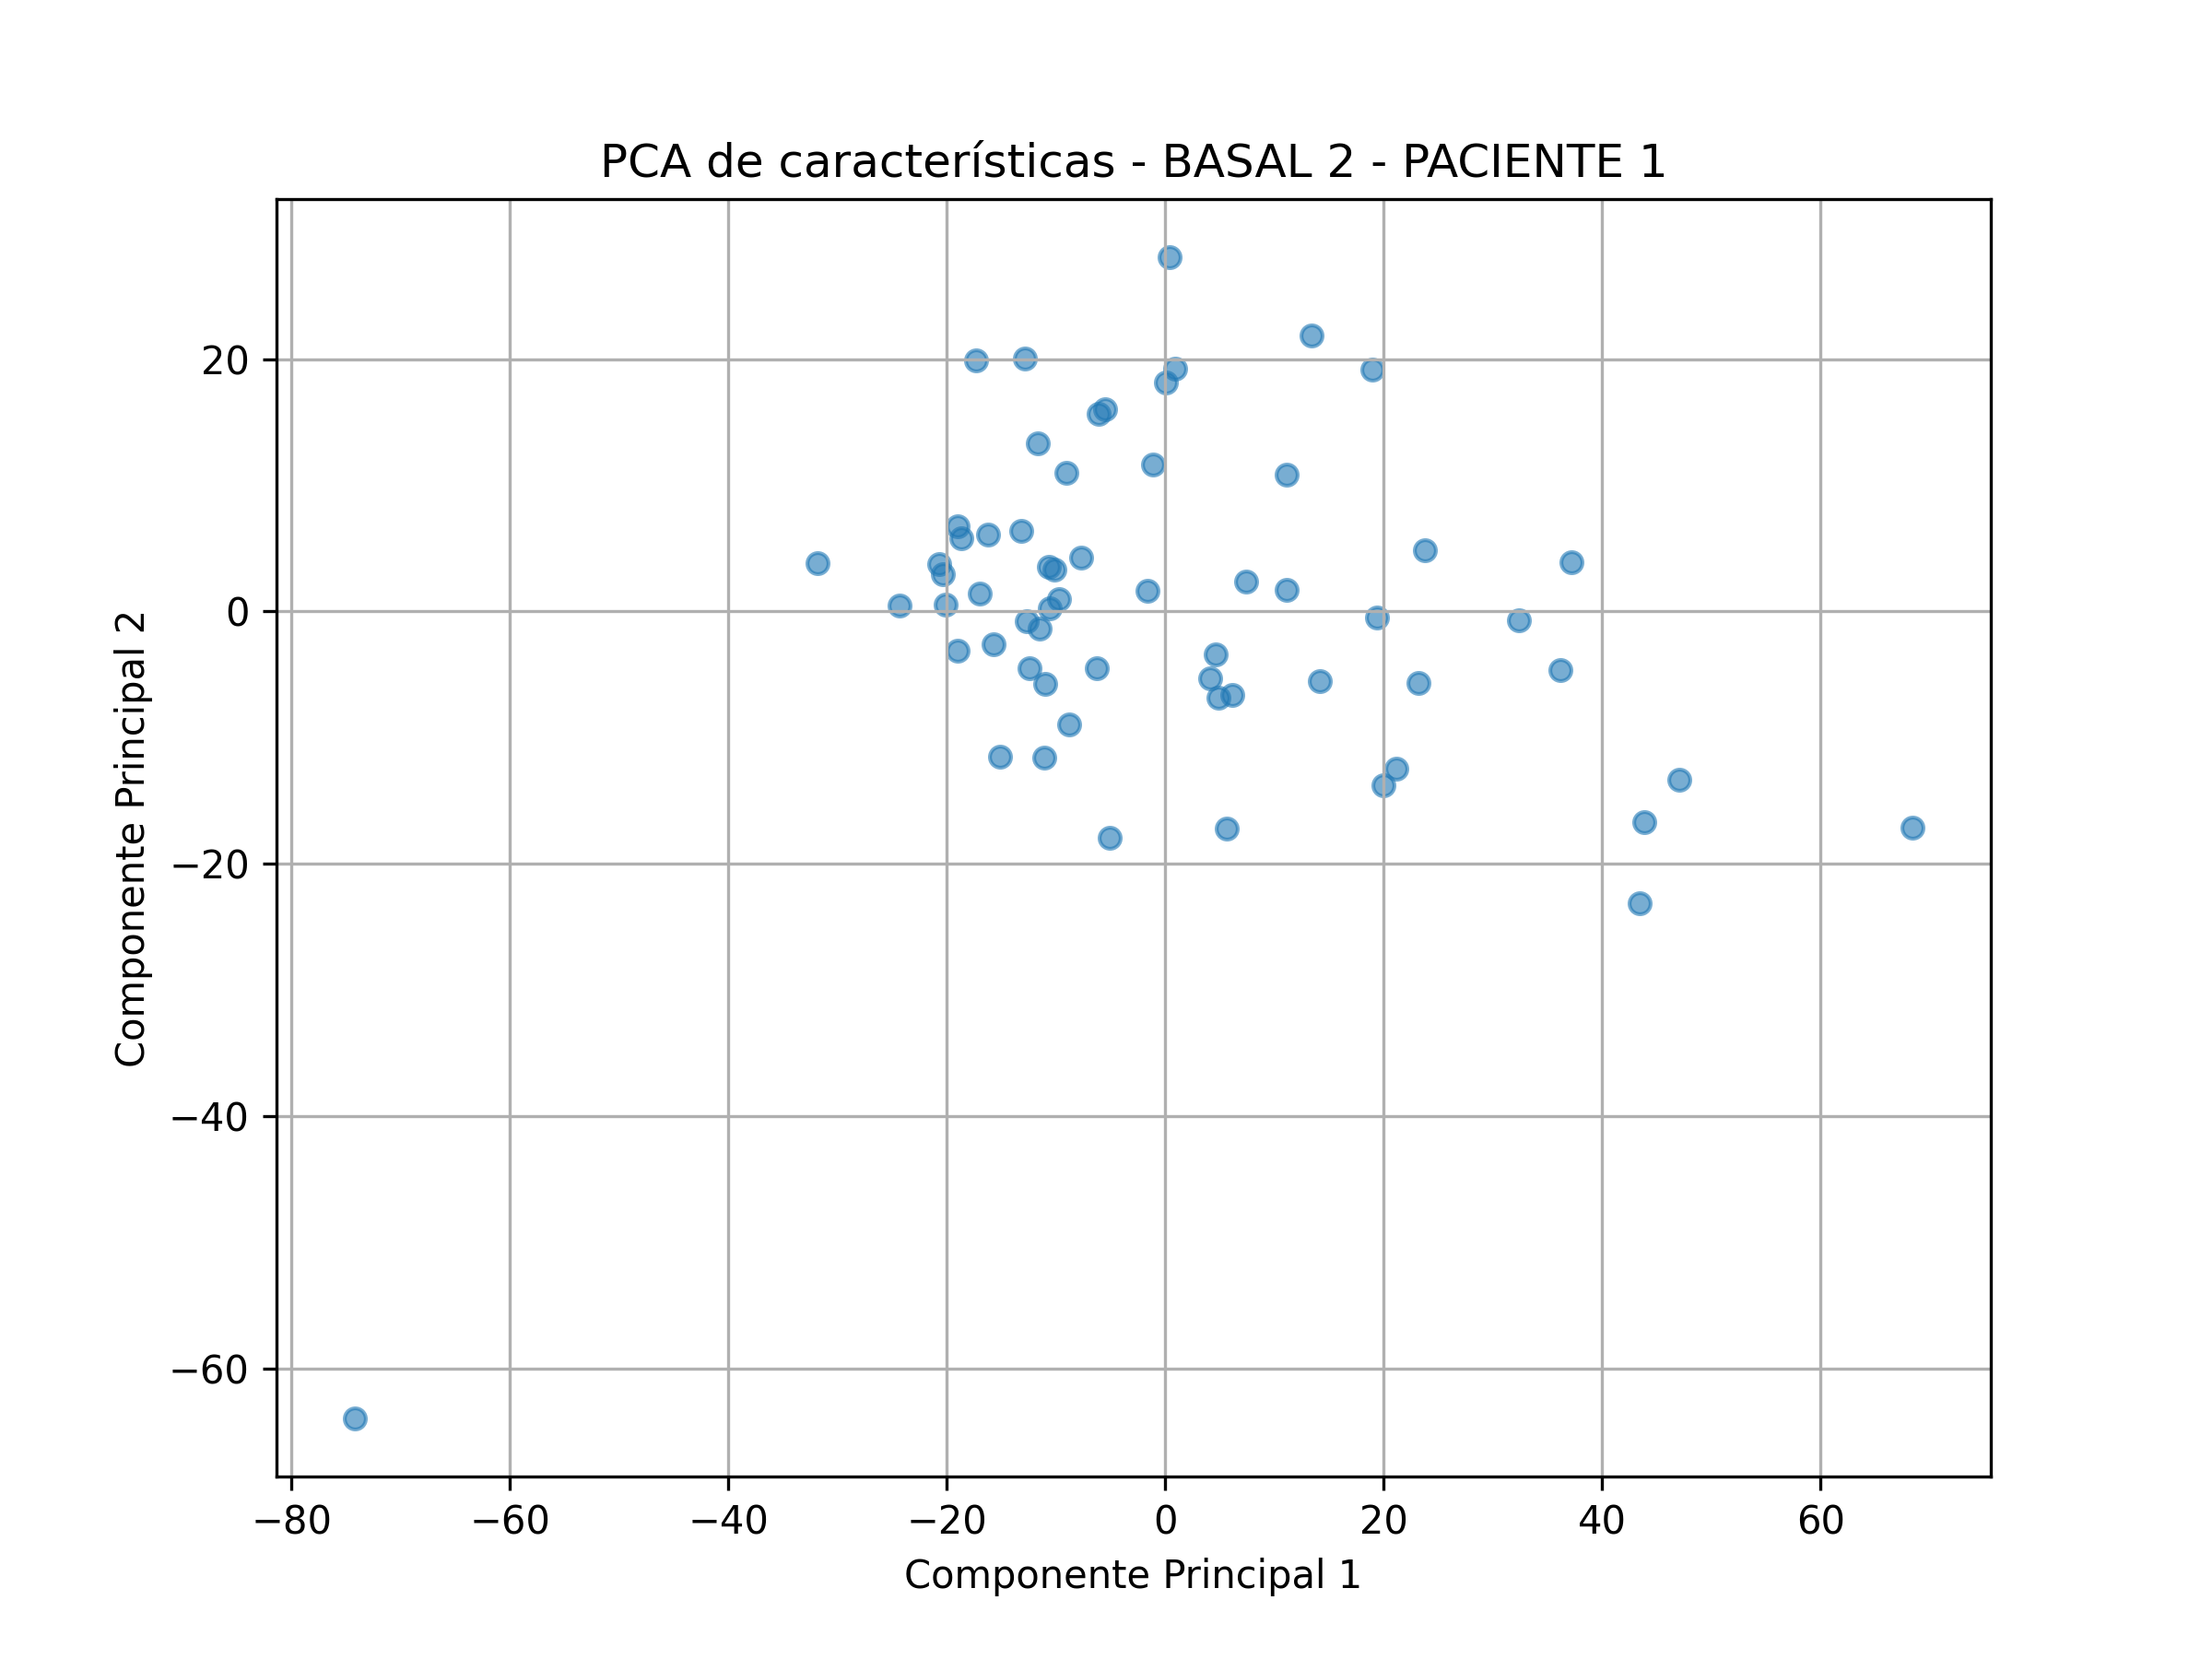 PCA de características - BASAL 2 - PACIENTE 1
Componente Principal 2
20
0
−20
−40
−60
−80 −60 −40 −20 0 20 40 60
Componente Principal 1